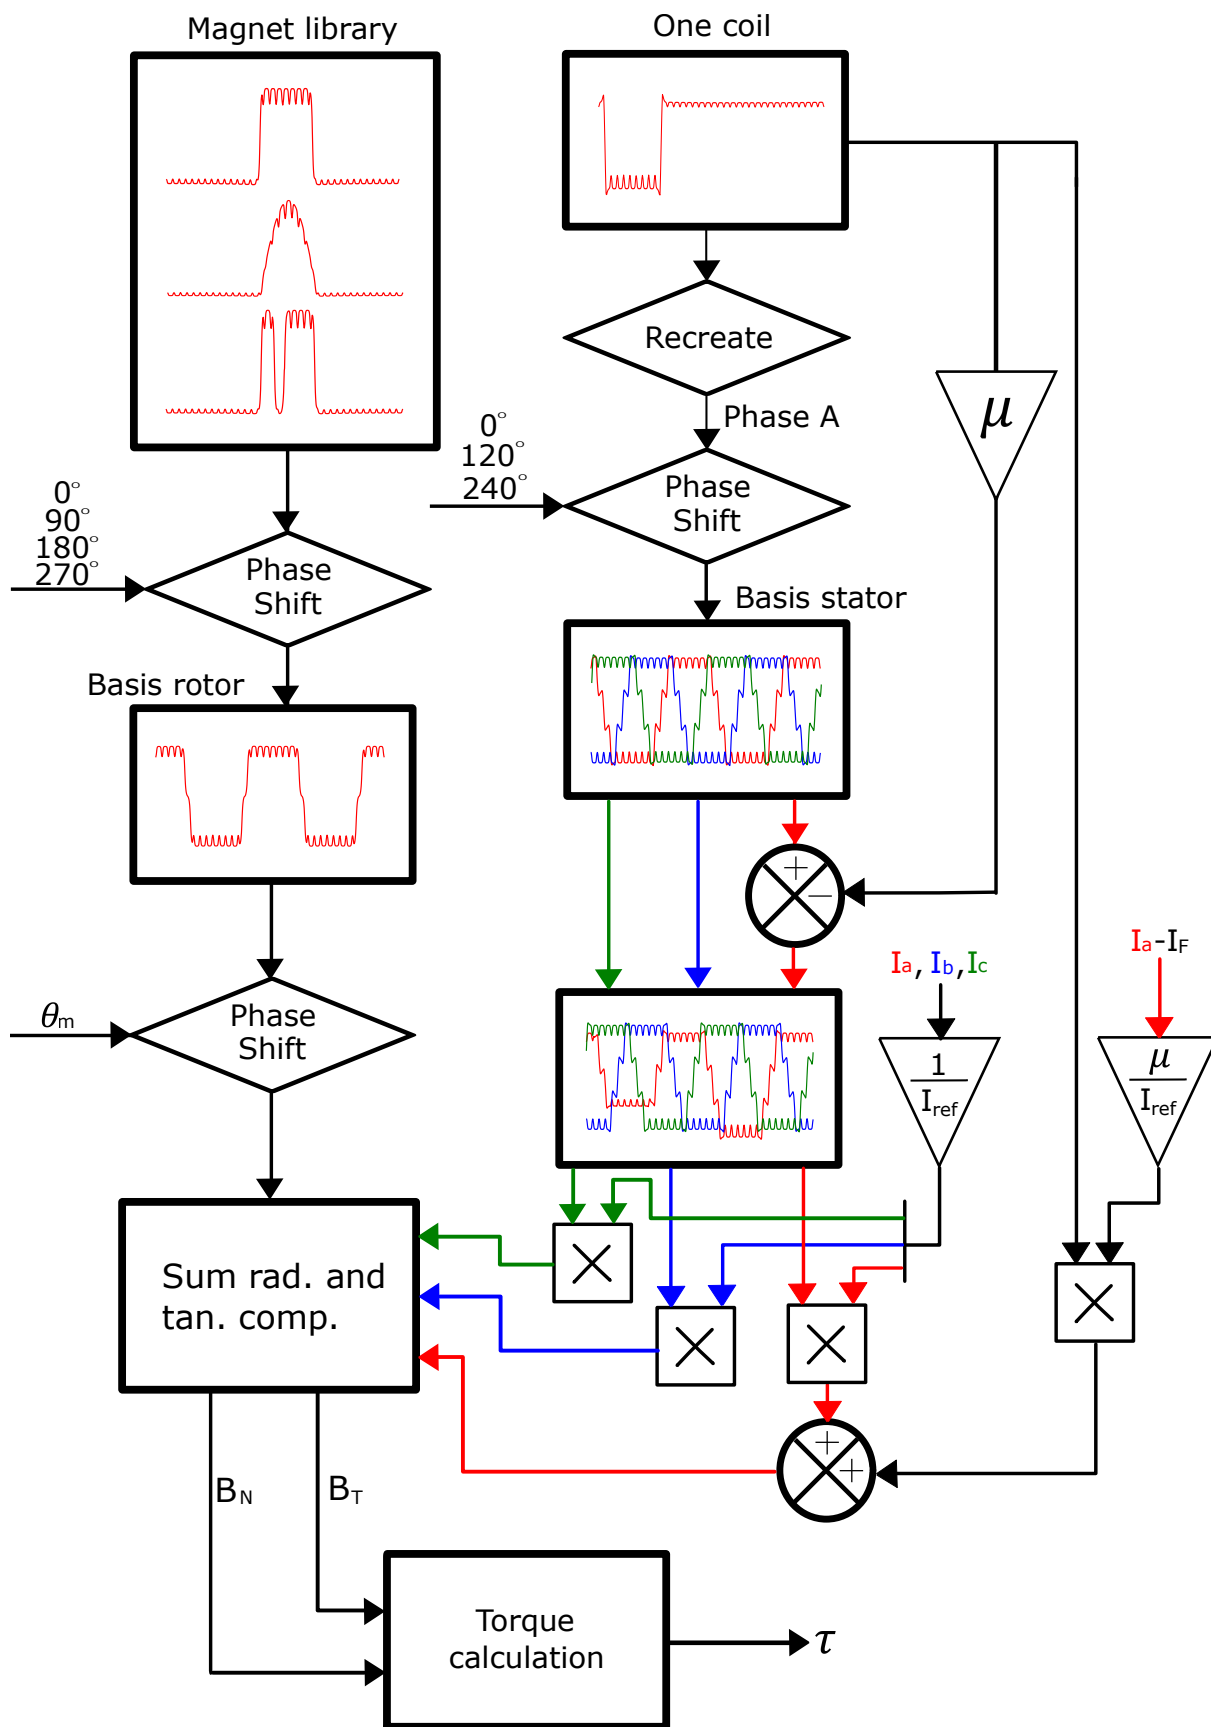 Magnet library
One coil
Recreate
Phase A
0°
120°
240°
Phase
Shift
μ
0°
90°
180°
270°
Phase
Shift
Basis stator
Basis rotor
+
−
Ia, Ib, Ic
Ia-IF
θm
Phase
Shift
1
Iref
μ
Iref
Sum rad. and
tan. comp.
+
+
BN
BT
Torque
calculation
τ